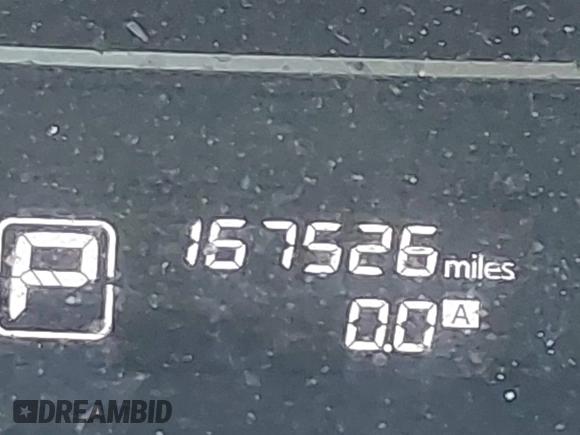 167526 miles
P
0.0 A
DREAMBID